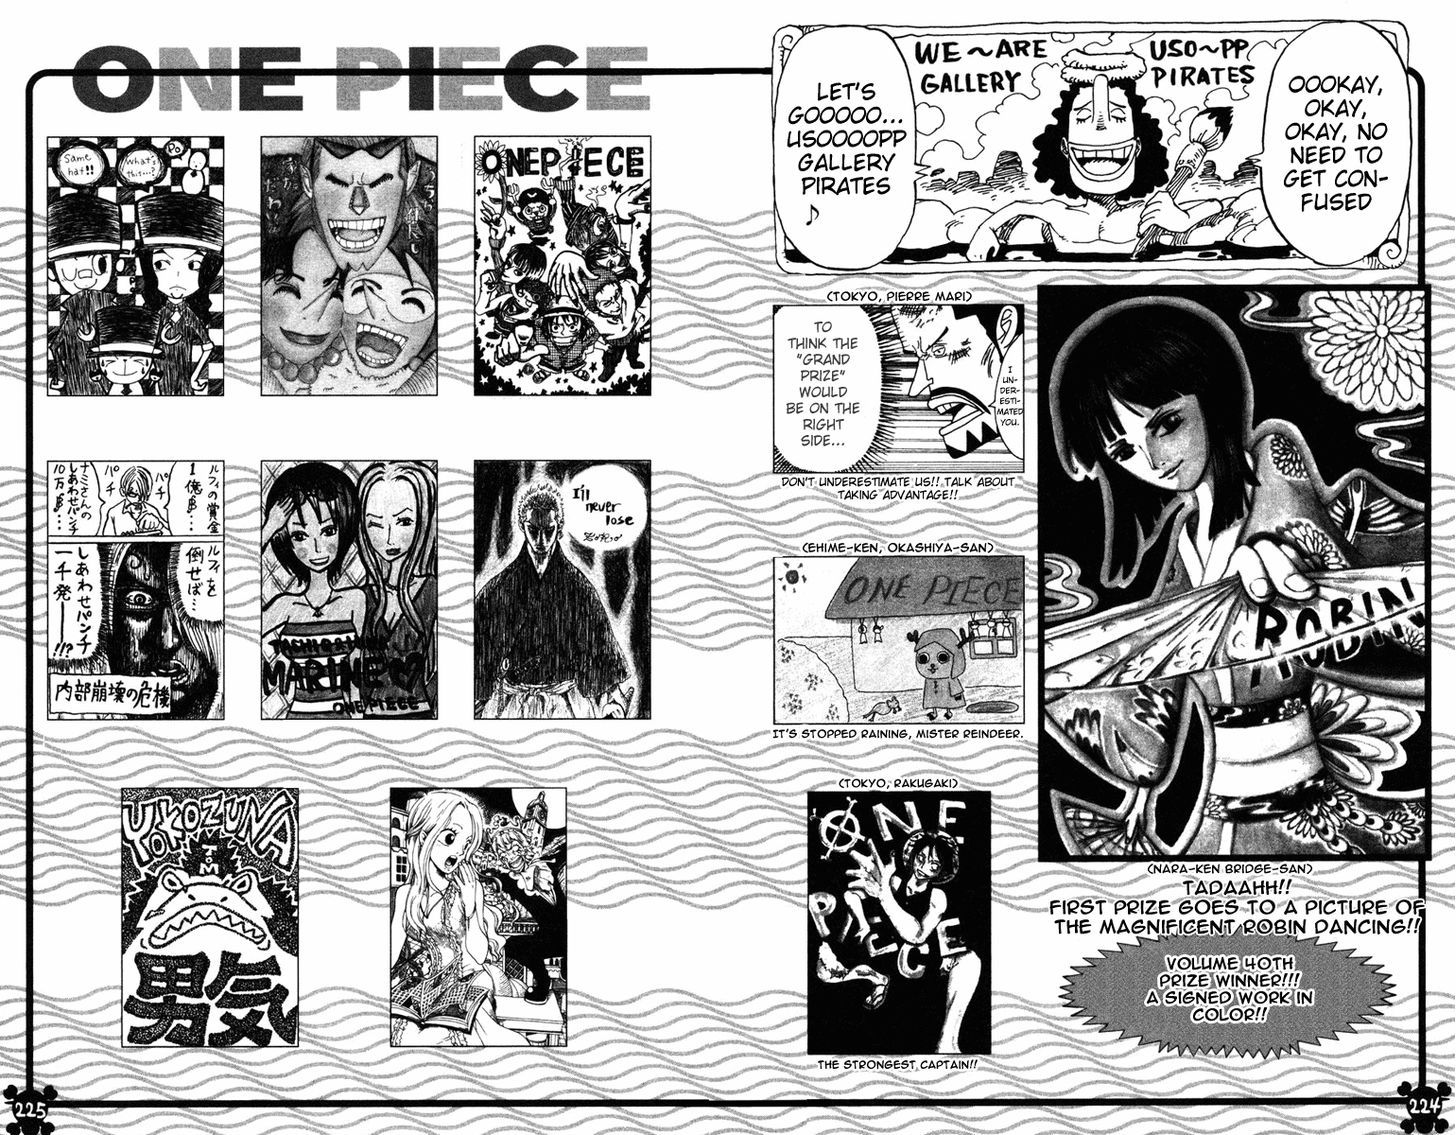 ONE PIECE
WE~ARE
GALLERY
USO~PP
PIRATES
LET'S
GOOOOO...
USOOOOPP
GALLERY
PIRATES
♪
OOOKAY,
OKAY,
OKAY, NO
NEED TO
GET CON-
FUSED
(TOKYO, PIERRE MARI)
TO
THINK THE
"GRAND
PRIZE"
WOULD
BE ON THE
RIGHT
SIDE...
I
UN-
DER-
ESTI-
MATED
YOU.
DON'T UNDERESTIMATE US!! TALK ABOUT
TAKING ADVANTAGE!!
(EHIME-KEN, OKASHIYA-SAN)
ONE PIECE
IT'S STOPPED RAINING, MISTER REINDEER.
(TOKYO, RAKUGAKI)
ONE
PIECE
THE STRONGEST CAPTAIN!!
ROBIN
ROBIN
(NARA-KEN BRIDGE-SAN)
TADAAHH!!
FIRST PRIZE GOES TO A PICTURE OF
THE MAGNIFICENT ROBIN DANCING!!
VOLUME 40TH
PRIZE WINNER!!!
A SIGNED WORK IN
COLOR!!
224
Same
hat!!
What's
this...?
Po
ONE PIECE
ルフィの賞金
1億฿…
パチ
パチ
ナミさんの
しあわせパンチ
10万฿…
ルフィを
倒せば…
しあわせパンチ
一千発――!!?
内部崩壊の危機
TASHIGI
MARINE♡
ONE PIECE
I'll
never
lose
YOKOZUNA
TOM
男気
225